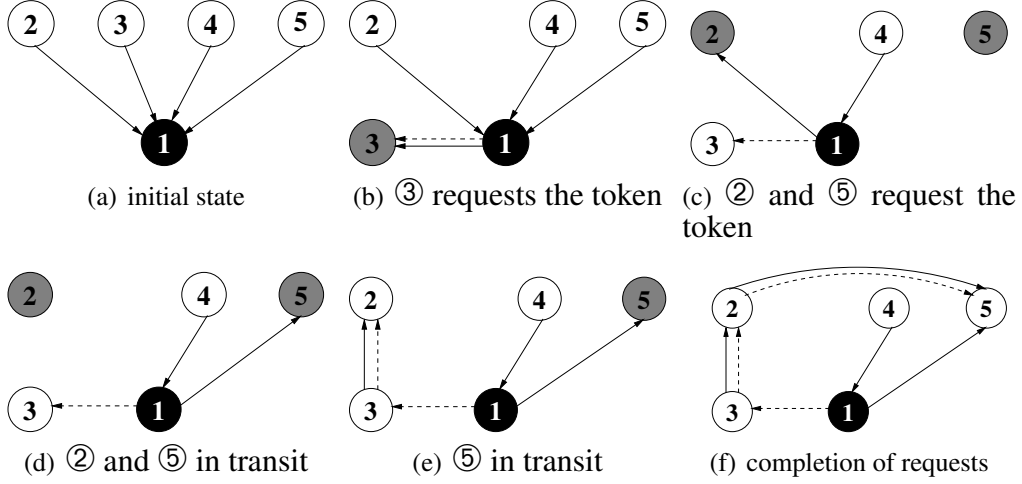 2 3 4 5
1
(a) initial state
2 4 5
3 1
(b) ③ requests the token
2 4 5
3 1
(c) ② and ⑤ request the
token
2 4 5
3 1
(d) ② and ⑤ in transit
2 4 5
3 1
(e) ⑤ in transit
2 4 5
3 1
(f) completion of requests